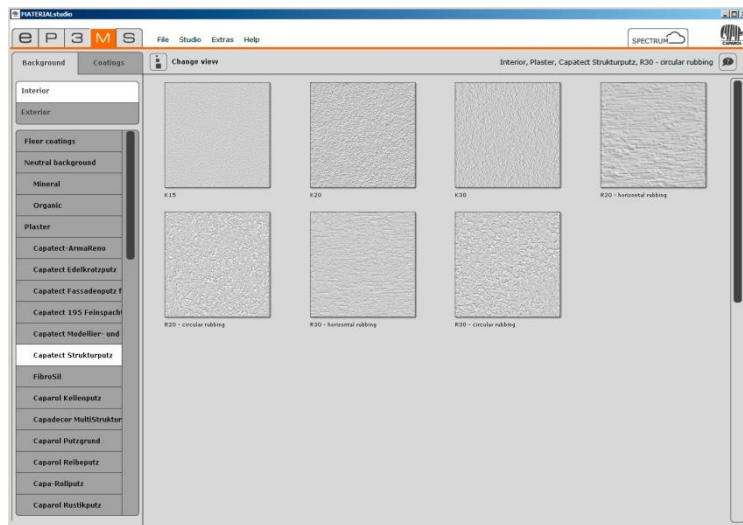 MATERIALstudio
e P 3 M S
File Studio Extras Help
SPECTRUM
CAPAROL
Background Coatings
Change view
Interior, Plaster, Capatect Strukturputz, R30 - circular rubbing
Interior
Exterior
Floor coatings
Neutral background
Mineral
Organic
Plaster
Capatect-ArmaReno
Capatect Edelkratzputz
Capatect Fassadenputz f
Capatect 195 Feinspacht
Capatect Modellier- und
Capatect Strukturputz
FibroSil
Caparol Kellenputz
Capadecor MultiStruktur
Caparol Putzgrund
Caparol Reibeputz
Capa-Rollputz
Caparol Rustikputz
K15
K20
K30
R20 - horizontal rubbing
R20 - circular rubbing
R30 - horizontal rubbing
R30 - circular rubbing